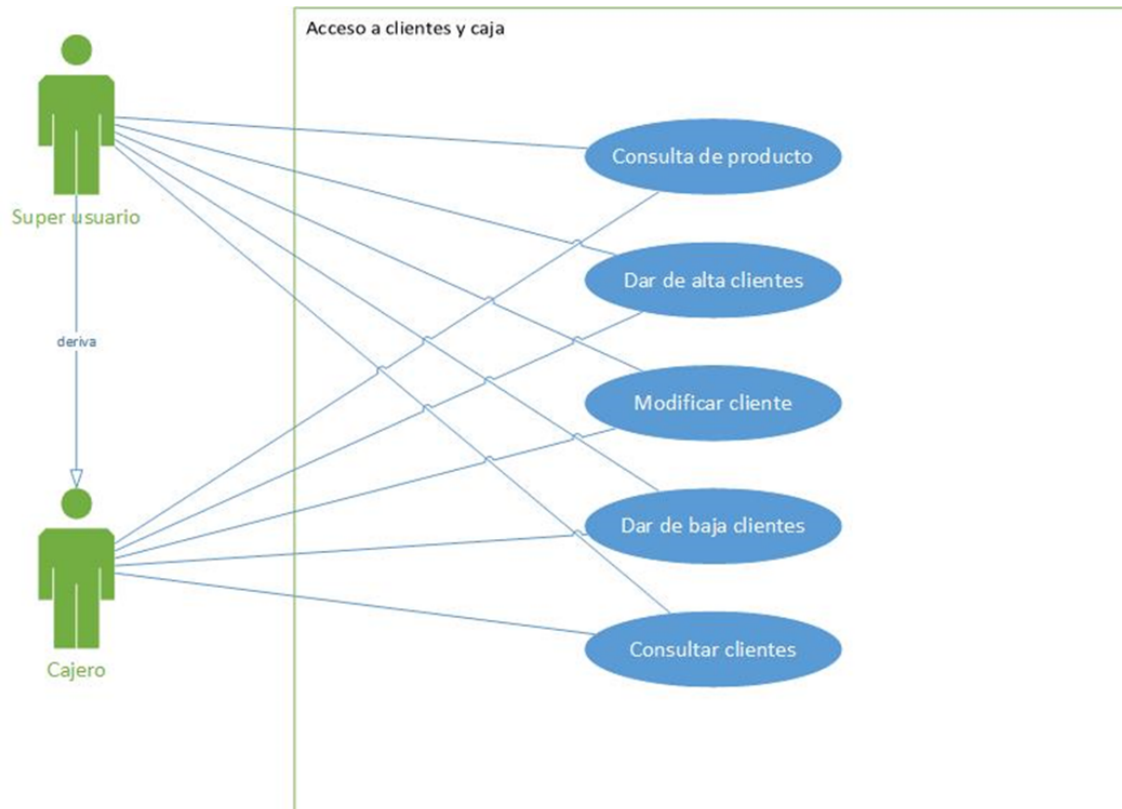 Acceso a clientes y caja
Super usuario
deriva
Cajero
Consulta de producto
Dar de alta clientes
Modificar cliente
Dar de baja clientes
Consultar clientes